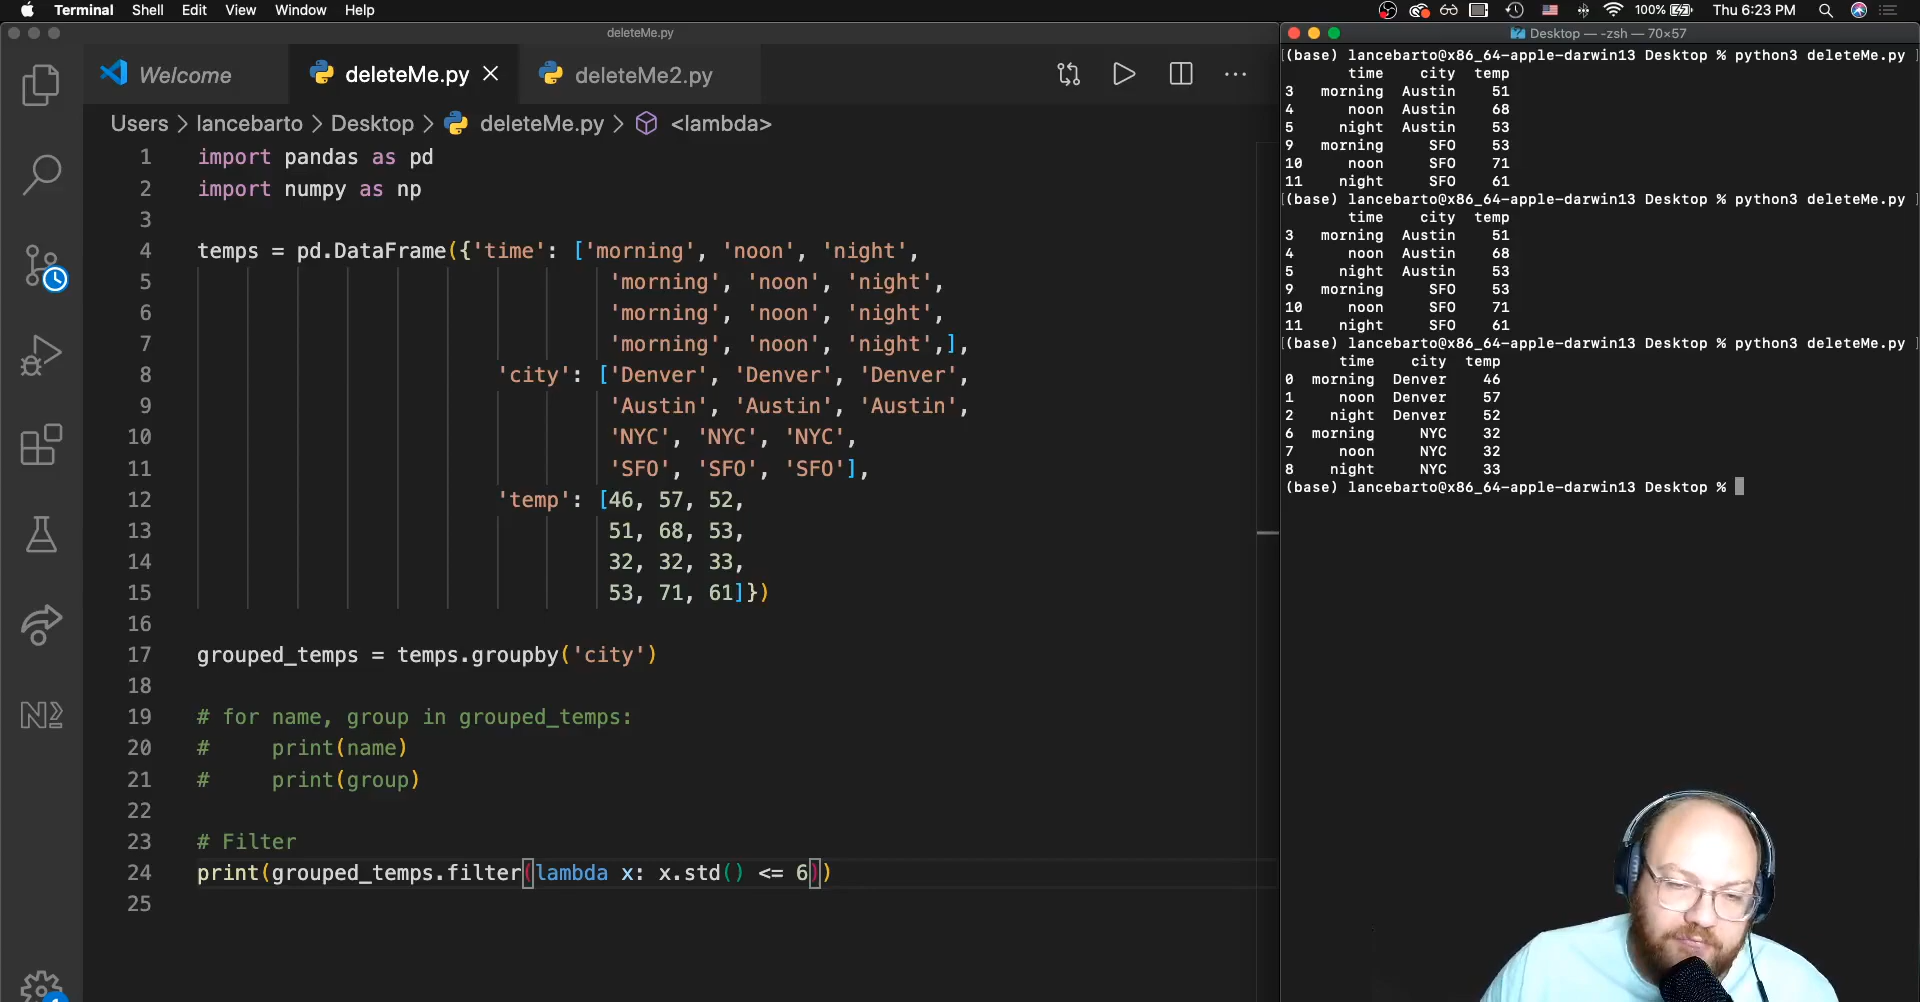 Terminal Shell Edit View Window Help 100% Thu 6:23 PM
deleteMe.py
Welcome deleteMe.py deleteMe2.py
Users > lancebarto > Desktop > deleteMe.py > <lambda>
1 import pandas as pd
2 import numpy as np
3
4 temps = pd.DataFrame({'time': ['morning', 'noon', 'night',
5 'morning', 'noon', 'night',
6 'morning', 'noon', 'night',
7 'morning', 'noon', 'night',],
8 'city': ['Denver', 'Denver', 'Denver',
9 'Austin', 'Austin', 'Austin',
10 'NYC', 'NYC', 'NYC',
11 'SFO', 'SFO', 'SFO'],
12 'temp': [46, 57, 52,
13 51, 68, 53,
14 32, 32, 33,
15 53, 71, 61]})
16
17 grouped_temps = temps.groupby('city')
18
19 # for name, group in grouped_temps:
20 #     print(name)
21 #     print(group)
22
23 # Filter
24 print(grouped_temps.filter(lambda x: x.std() <= 6))
25
Desktop — -zsh — 70×57
[(base) lancebarto@x86_64-apple-darwin13 Desktop % python3 deleteMe.py ]
time city temp
3 morning Austin 51
4 noon Austin 68
5 night Austin 53
9 morning SFO 53
10 noon SFO 71
11 night SFO 61
[(base) lancebarto@x86_64-apple-darwin13 Desktop % python3 deleteMe.py ]
time city temp
3 morning Austin 51
4 noon Austin 68
5 night Austin 53
9 morning SFO 53
10 noon SFO 71
11 night SFO 61
[(base) lancebarto@x86_64-apple-darwin13 Desktop % python3 deleteMe.py ]
time city temp
0 morning Denver 46
1 noon Denver 57
2 night Denver 52
6 morning NYC 32
7 noon NYC 32
8 night NYC 33
(base) lancebarto@x86_64-apple-darwin13 Desktop %